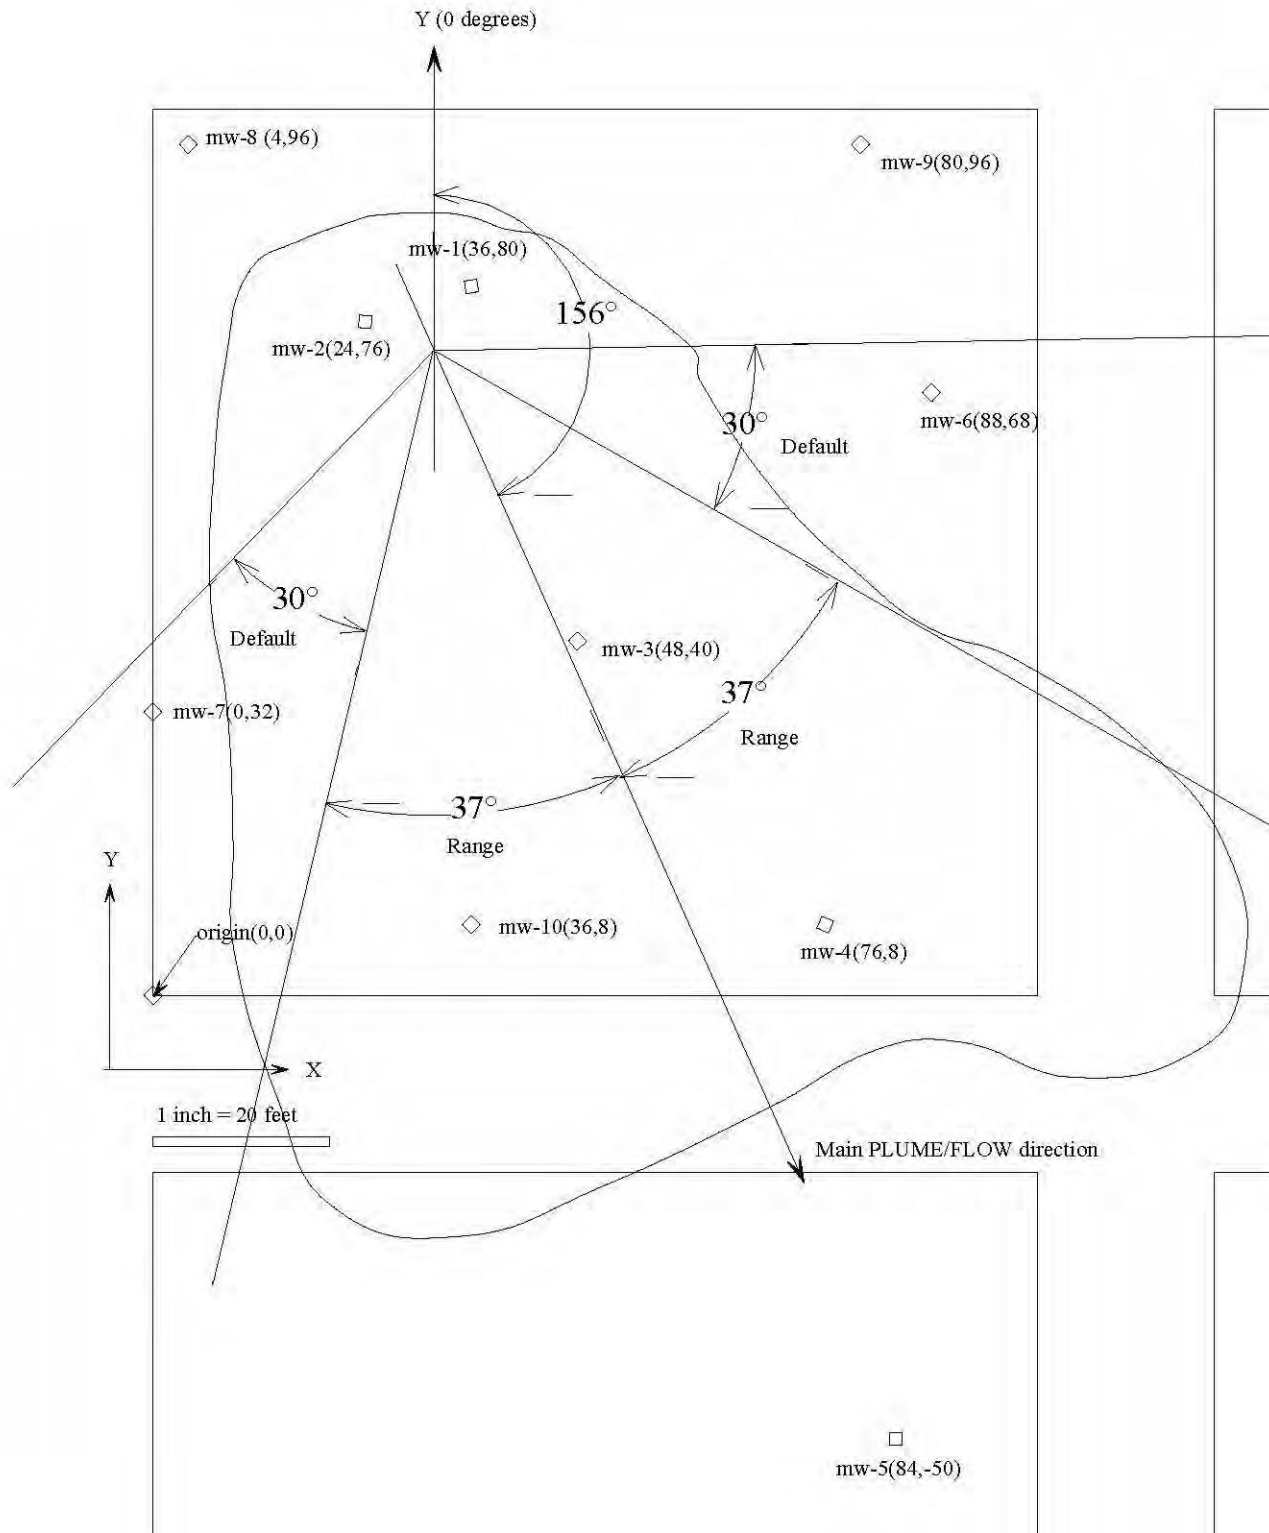 Y (0 degrees)
mw-8 (4,96)
mw-9(80,96)
mw-1(36,80)
156°
mw-2(24,76)
30°
Default
mw-6(88,68)
30°
Default
mw-3(48,40)
37°
Range
mw-7(0,32)
37°
Range
Y
origin(0,0)
mw-10(36,8)
mw-4(76,8)
X
1 inch = 20 feet
Main PLUME/FLOW direction
mw-5(84,-50)